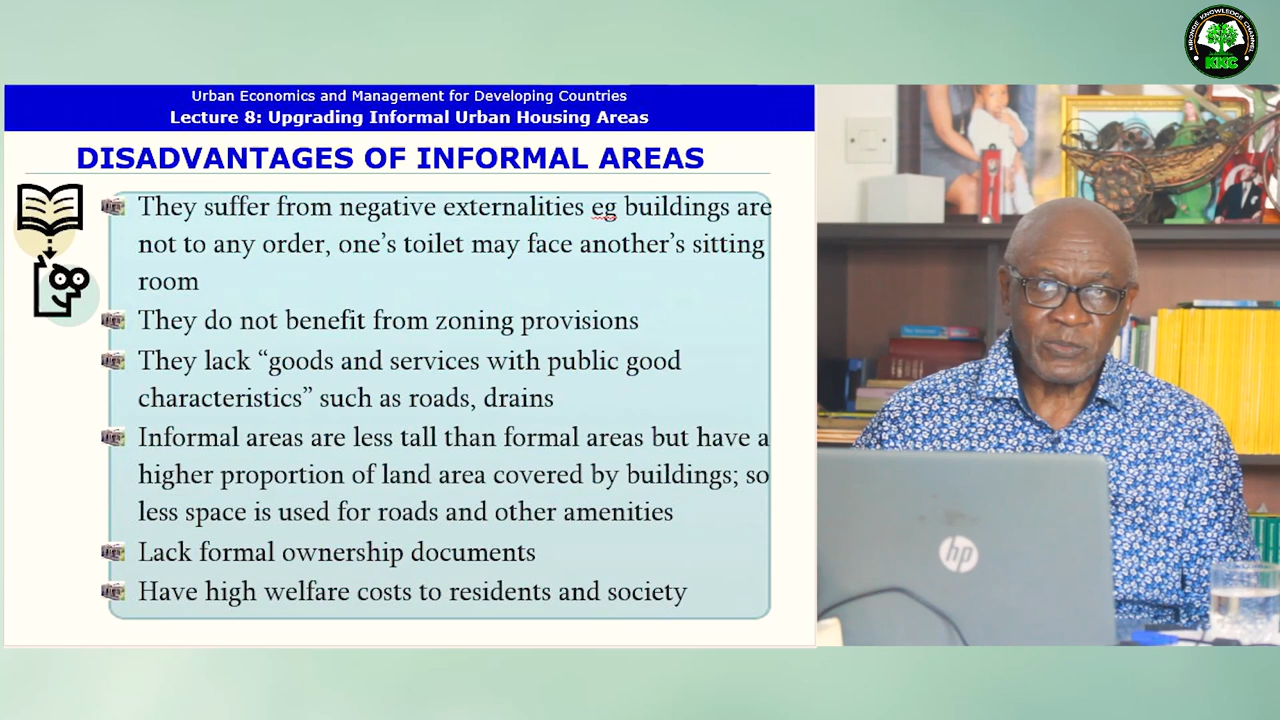 KIRONDE KNOWLEDGE CHANNEL
KKC
Urban Economics and Management for Developing Countries
Lecture 8: Upgrading Informal Urban Housing Areas
DISADVANTAGES OF INFORMAL AREAS
They suffer from negative externalities eg buildings are
not to any order, one’s toilet may face another’s sitting
room
They do not benefit from zoning provisions
They lack “goods and services with public good
characteristics” such as roads, drains
Informal areas are less tall than formal areas but have a
higher proportion of land area covered by buildings; so
less space is used for roads and other amenities
Lack formal ownership documents
Have high welfare costs to residents and society
hp